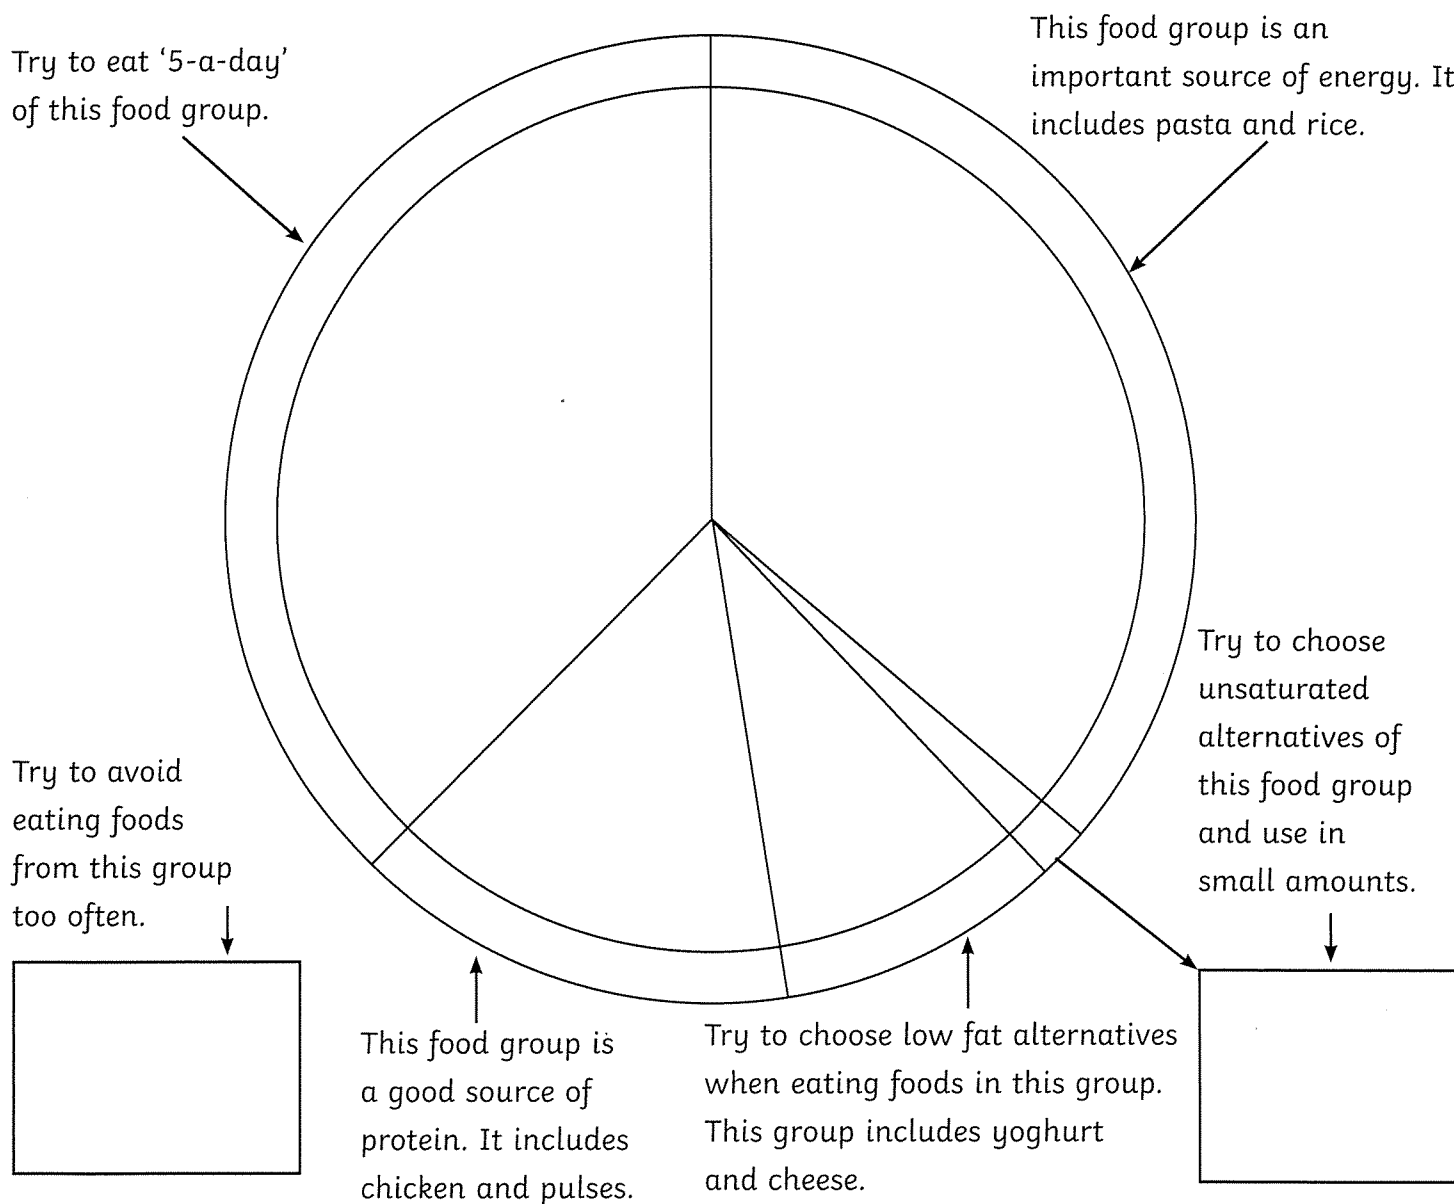 Try to eat ‘5-a-day’
of this food group.
This food group is an
important source of energy. It
includes pasta and rice.
Try to choose
unsaturated
alternatives of
this food group
and use in
small amounts.
Try to avoid
eating foods
from this group
too often.
This food group is
a good source of
protein. It includes
chicken and pulses.
Try to choose low fat alternatives
when eating foods in this group.
This group includes yoghurt
and cheese.